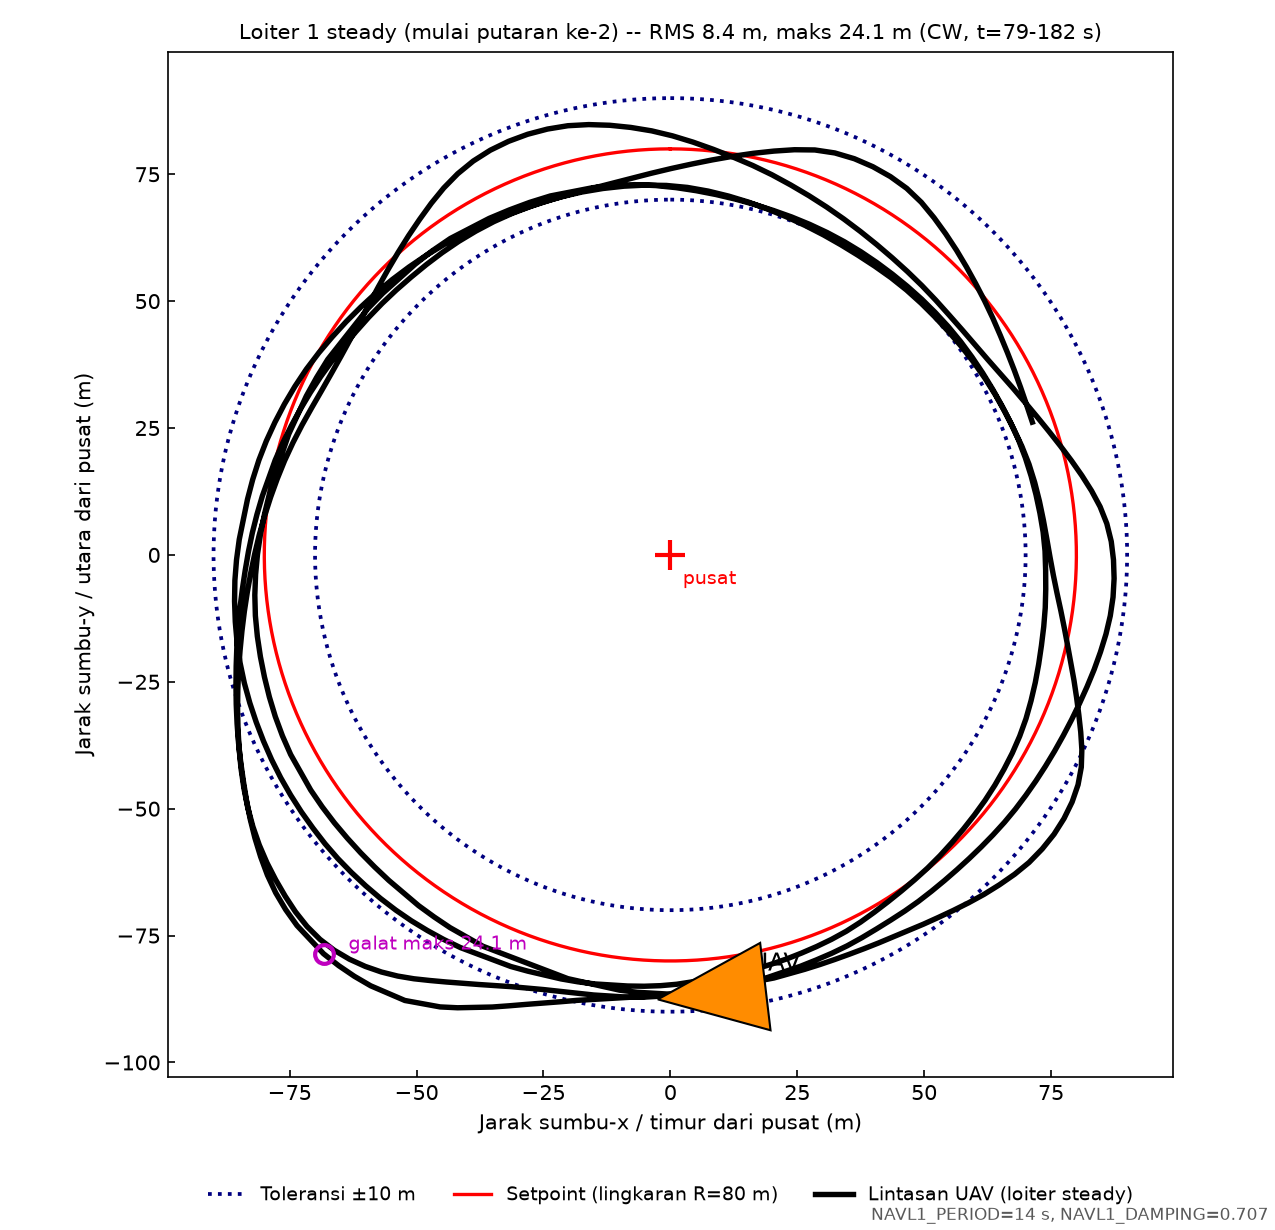 Loiter 1 steady (mulai putaran ke-2) -- RMS 8.4 m, maks 24.1 m (CW, t=79-182 s)
Jarak sumbu-y / utara dari pusat (m)
75
50
25
0
−25
−50
−75
−100
pusat
galat maks 24.1 m
−75
−50
−25
0
25
50
75
Jarak sumbu-x / timur dari pusat (m)
Toleransi ±10 m
Setpoint (lingkaran R=80 m)
Lintasan UAV (loiter steady)
NAVL1_PERIOD=14 s, NAVL1_DAMPING=0.707